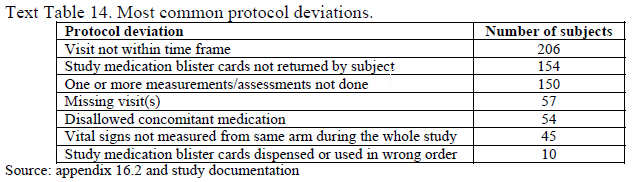 Text Table 14. Most common protocol deviations.
Protocol deviation Number of subjects
Visit not within time frame 206
Study medication blister cards not returned by subject 154
One or more measurements/assessments not done 150
Missing visit(s) 57
Disallowed concomitant medication 54
Vital signs not measured from same arm during the whole study 45
Study medication blister cards dispensed or used in wrong order 10
Source: appendix 16.2 and study documentation